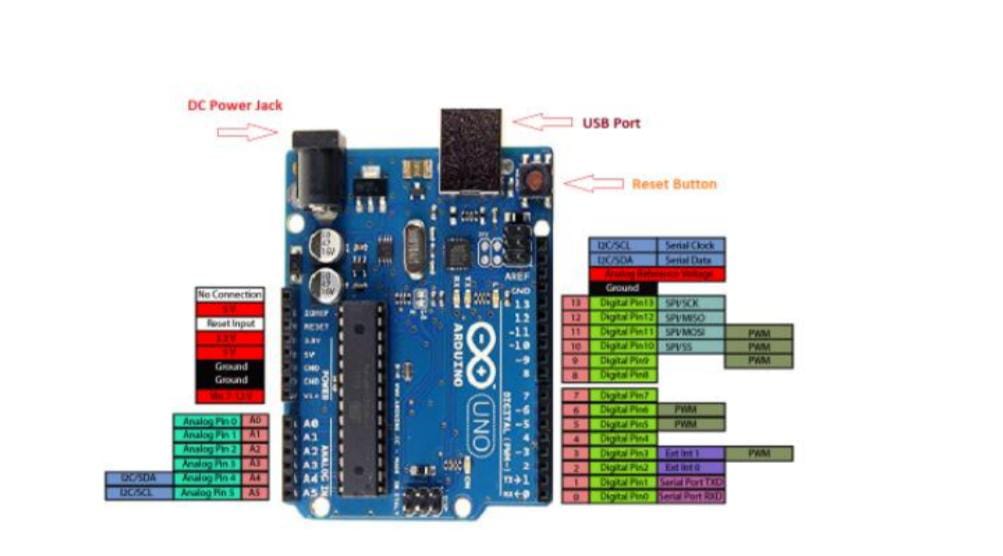 DC Power Jack
USB Port
Reset Button
I2C/SCL Serial Clock
I2C/SDA Serial Data
Analog Reference Voltage
Ground
13 Digital Pin13 SPI/SCK
12 Digital Pin12 SPI/MISO
11 Digital Pin11 SPI/MOSI PWM
10 Digital Pin10 SPI/SS PWM
9 Digital Pin9 PWM
8 Digital Pin8
7 Digital Pin7
6 Digital Pin6 PWM
5 Digital Pin5 PWM
4 Digital Pin4
3 Digital Pin3 Ext Int 1 PWM
2 Digital Pin2 Ext Int 0
1 Digital Pin1 Serial Port TXD
0 Digital Pin0 Serial Port RXD
No Connection
5 V
Reset Input
3.3 V
5 V
Ground
Ground
Analog Pin 0 A0
Analog Pin 1 A1
Analog Pin 2 A2
Analog Pin 3 A3
I2C/SDA Analog Pin 4 A4
I2C/SCL Analog Pin 5 A5
IOREF
RESET
3.3V
5V
GND
GND
POWER
A0
A1
A2
A3
A4
A5
ANALOG IN
ARDUINO
UNO
AREF
GND
13
12
~11
~10
~9
8
7
~6
~5
4
~3
2
TX→1
RX←0
DIGITAL (PWM~)
ON